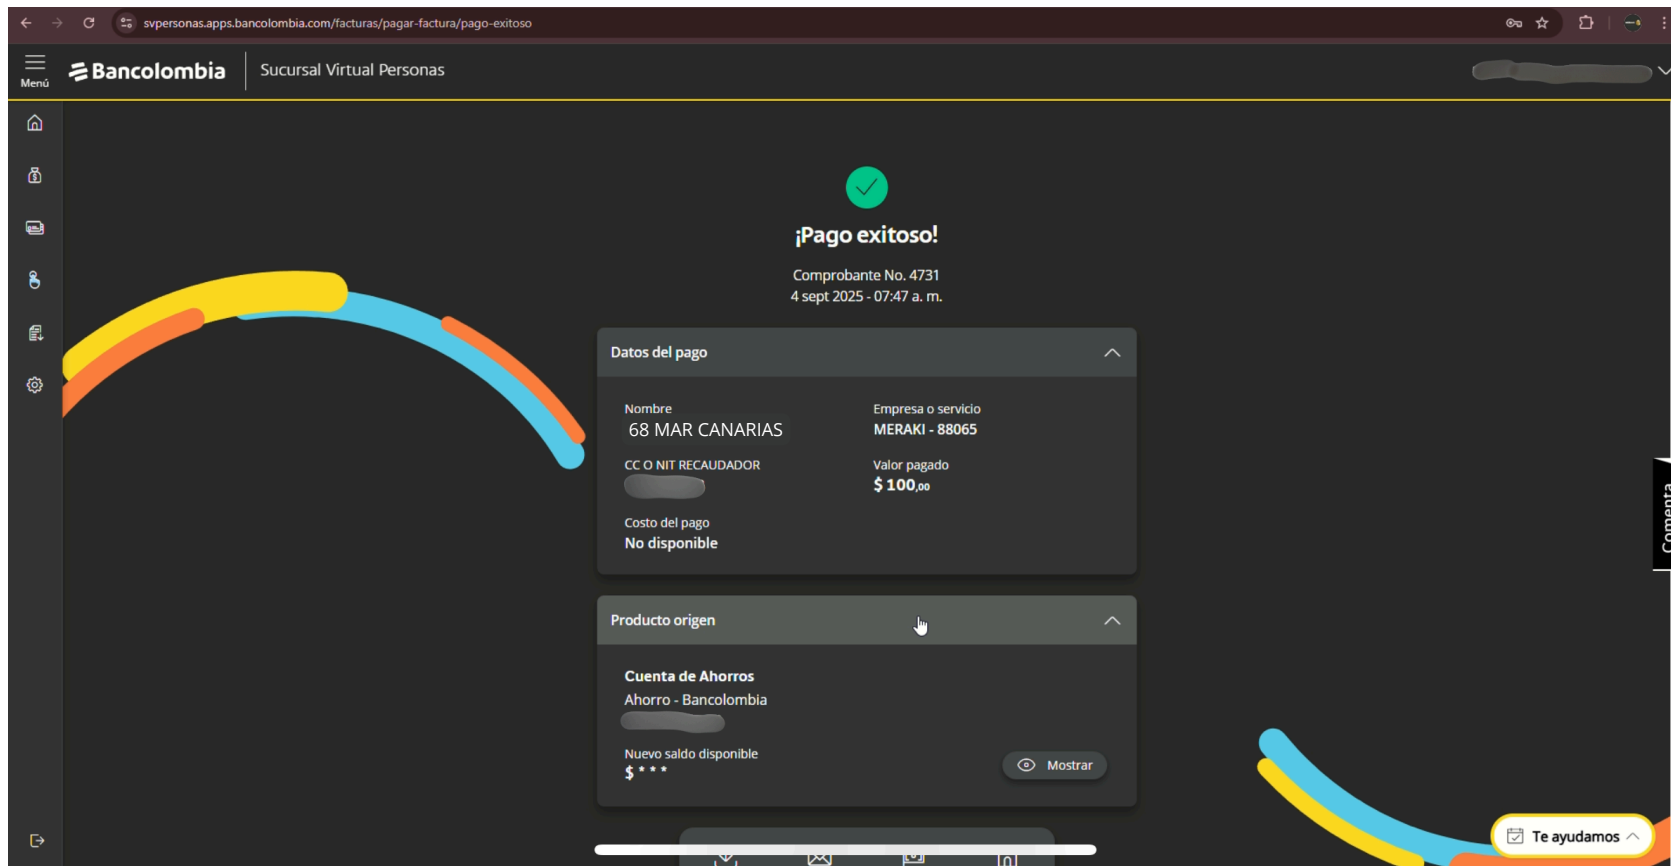 svpersonas.apps.bancolombia.com/facturas/pagar-factura/pago-exitoso
Menú
Bancolombia
Sucursal Virtual Personas
¡Pago exitoso!
Comprobante No. 4731
4 sept 2025 - 07:47 a. m.
Datos del pago
Nombre
68 MAR CANARIAS
Empresa o servicio
MERAKI - 88065
CC O NIT RECAUDADOR
Valor pagado
$ 100,00
Costo del pago
No disponible
Comenta
Producto origen
Cuenta de Ahorros
Ahorro - Bancolombia
Nuevo saldo disponible
$ * * *
Mostrar
Te ayudamos